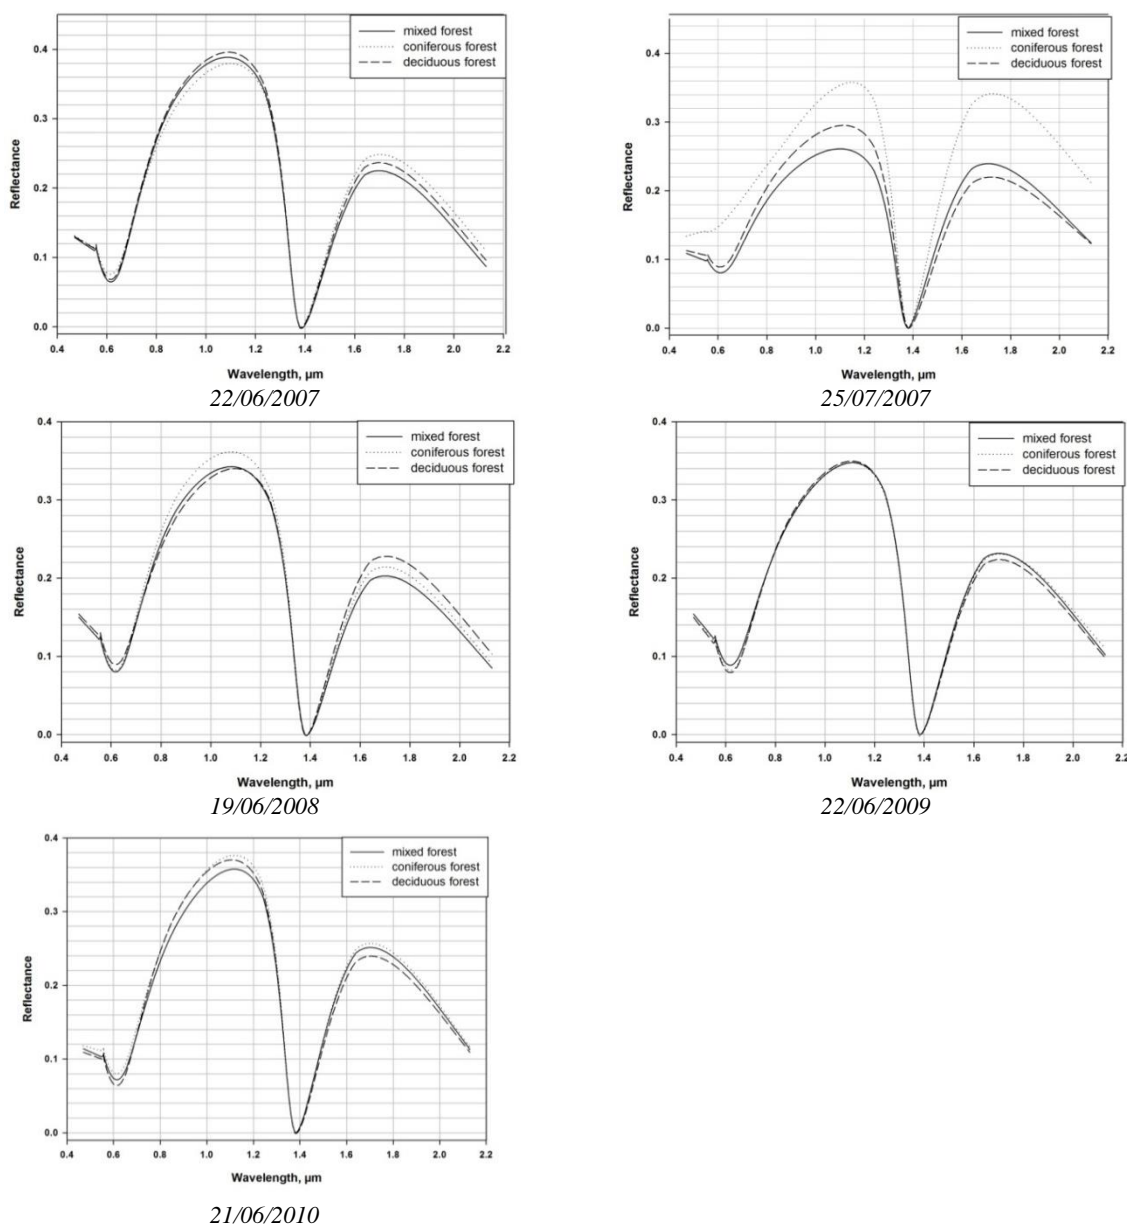 mixed forest
coniferous forest
deciduous forest
Reflectance
0.4
0.3
0.2
0.1
0.0
0.4 0.6 0.8 1.0 1.2 1.4 1.6 1.8 2.0 2.2
Wavelength, µm
22/06/2007
mixed forest
coniferous forest
deciduous forest
Reflectance
0.4
0.3
0.2
0.1
0.0
0.4 0.6 0.8 1.0 1.2 1.4 1.6 1.8 2.0 2.2
Wavelength, µm
25/07/2007
mixed forest
coniferous forest
deciduous forest
Reflectance
0.4
0.3
0.2
0.1
0.0
0.4 0.6 0.8 1.0 1.2 1.4 1.6 1.8 2.0 2.2
Wavelength, µm
19/06/2008
mixed forest
coniferous forest
deciduous forest
Reflectance
0.4
0.3
0.2
0.1
0.0
0.4 0.6 0.8 1.0 1.2 1.4 1.6 1.8 2.0 2.2
Wavelength, µm
22/06/2009
mixed forest
coniferous forest
deciduous forest
Reflectance
0.4
0.3
0.2
0.1
0.0
0.4 0.6 0.8 1.0 1.2 1.4 1.6 1.8 2.0 2.2
Wavelength, µm
21/06/2010